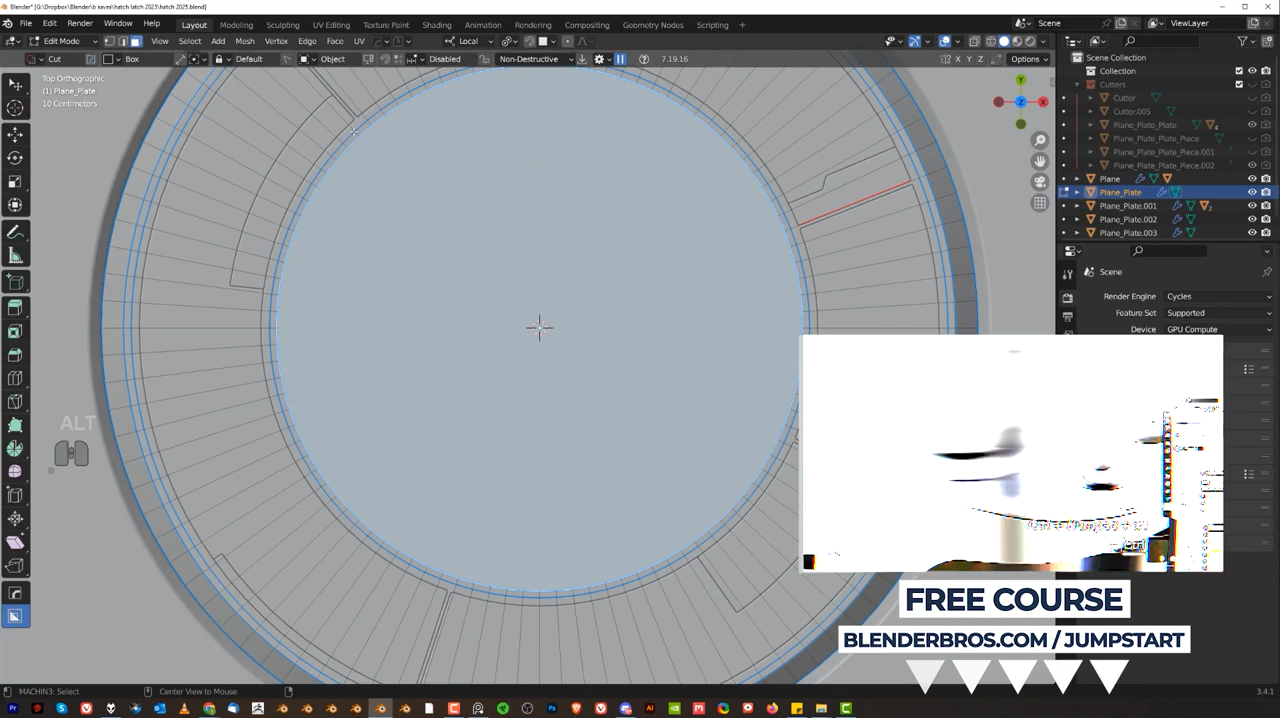 Blender* [G:\Dropbox\Blender\b saves\hatch latch 2023\hatch 2025.blend]
File Edit Render Window Help Layout Modeling Sculpting UV Editing Texture Paint Shading Animation Rendering Compositing Geometry Nodes Scripting Scene ViewLayer
Edit Mode View Select Add Mesh Vertex Edge Face UV Local
Cut Box Default Object Disabled Non-Destructive 7.19.16 X Y Z Options
Top Orthographic
(1) Plane_Plate
10 Centimeters
Y
Z
X
ALT
Scene Collection
Collection
Cutters
Cutter
Cutter.005
Plane_Plate_Plate
4
Plane_Plate_Plate_Piece
Plane_Plate_Plate_Piece.001
Plane_Plate_Plate_Piece.002
Plane
Plane_Plate
Plane_Plate.001
2
Plane_Plate.002
Plane_Plate.003
Scene
Render Engine Cycles
Feature Set Supported
Device GPU Compute
FREE COURSE
BLENDERBROS.COM / JUMPSTART
MACHIN3: Select Center View to Mouse 3.4.1